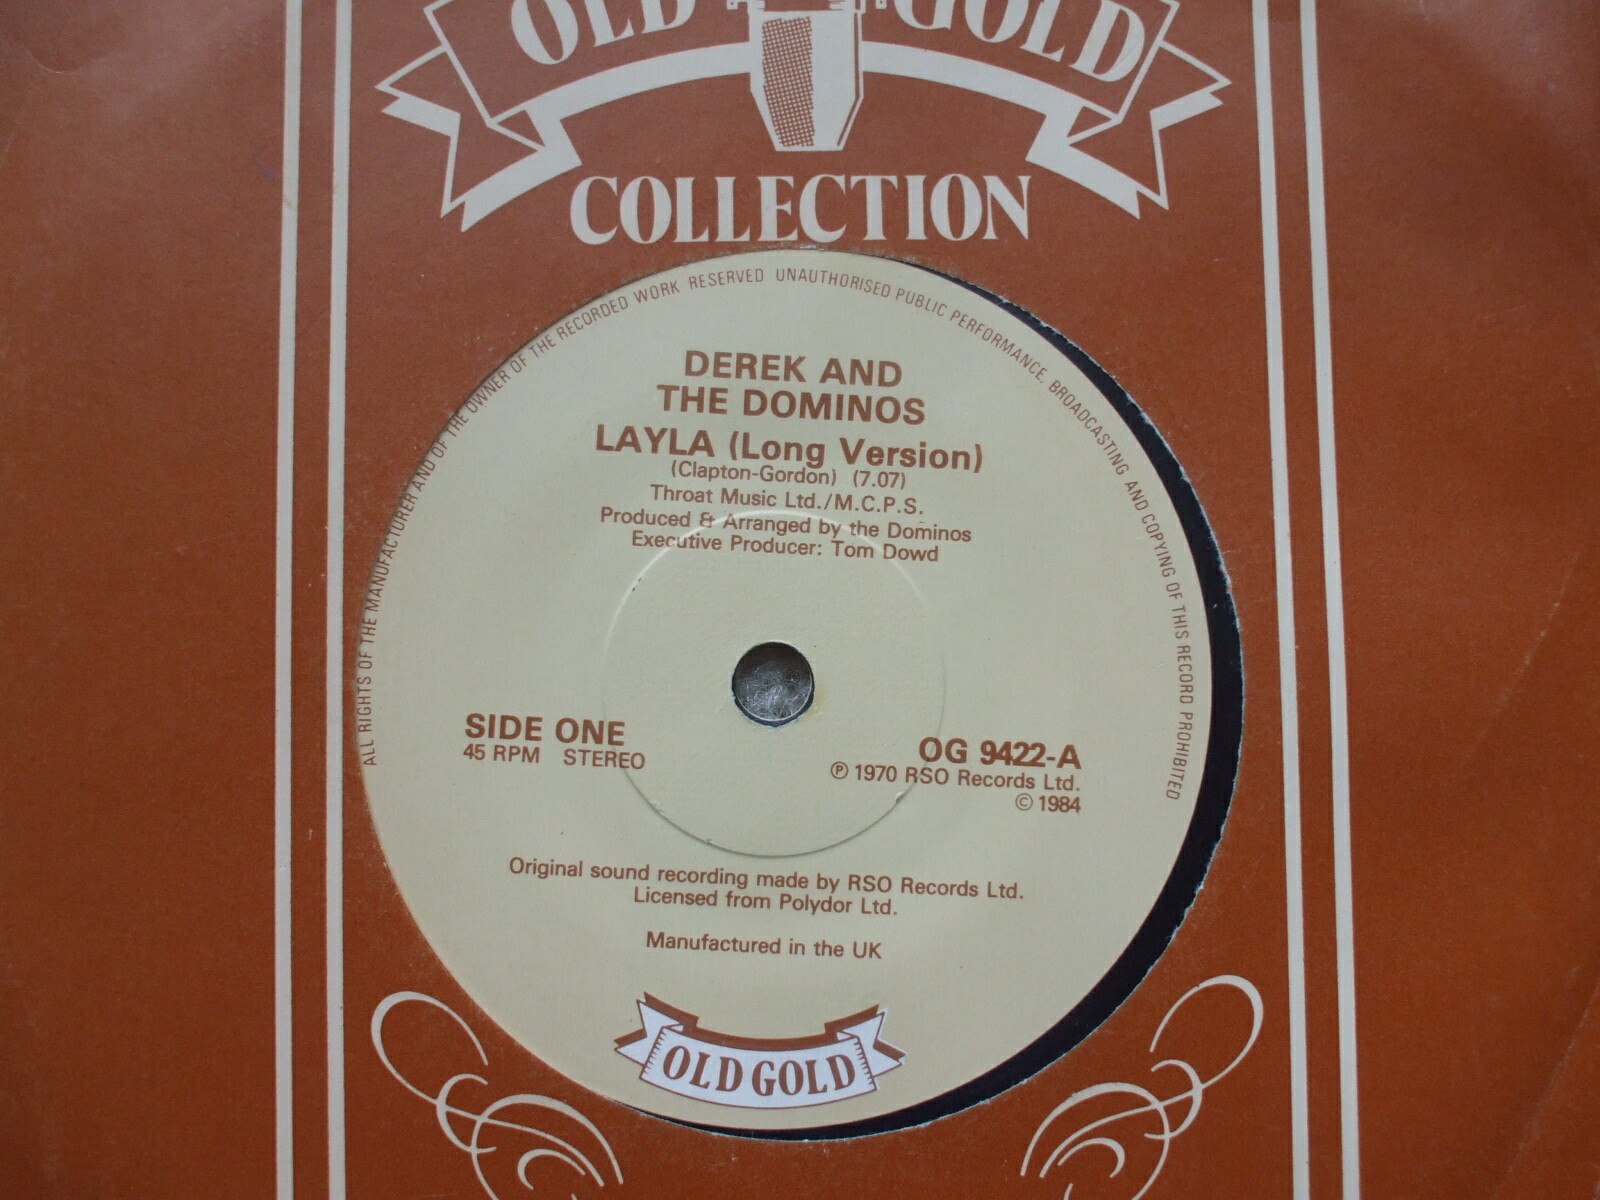 OLD GOLD
COLLECTION
ALL RIGHTS OF THE MANUFACTURER AND OF THE OWNER OF THE RECORDED WORK RESERVED UNAUTHORISED PUBLIC PERFORMANCE, BROADCASTING AND COPYING OF THIS RECORD PROHIBITED
DEREK AND
THE DOMINOS
LAYLA (Long Version)
(Clapton-Gordon) (7.07)
Throat Music Ltd./M.C.P.S.
Produced & Arranged by the Dominos
Executive Producer: Tom Dowd
SIDE ONE
45 RPM STEREO
OG 9422-A
℗ 1970 RSO Records Ltd.
© 1984
Original sound recording made by RSO Records Ltd.
Licensed from Polydor Ltd.
Manufactured in the UK
OLD GOLD